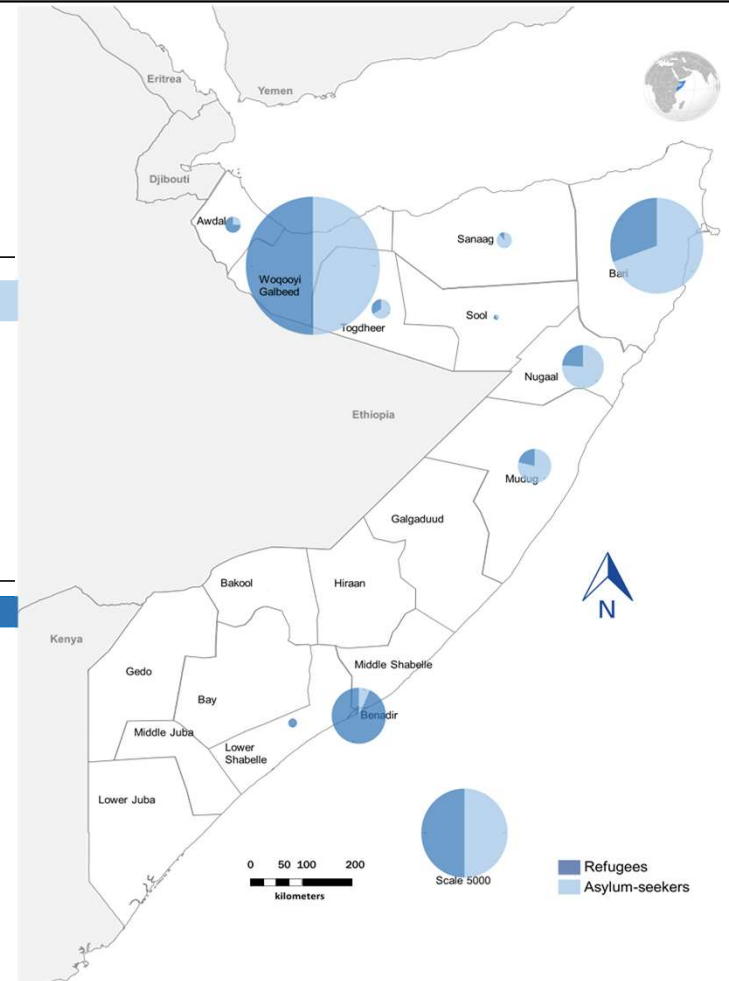 Eritrea
Yemen
Djibouti
Awdal
Sanaag
Bari
Woqooyi
Galbeed
Togdheer
Sool
Nugaal
Ethiopia
Mudug
Galgaduud
Bakool
Hiraan
N
Kenya
Gedo
Middle Shabelle
Bay
Benadir
Middle Juba
Lower
Shabelle
Lower Juba
0 50 100 200
kilometers
Scale 5000
Refugees
Asylum-seekers